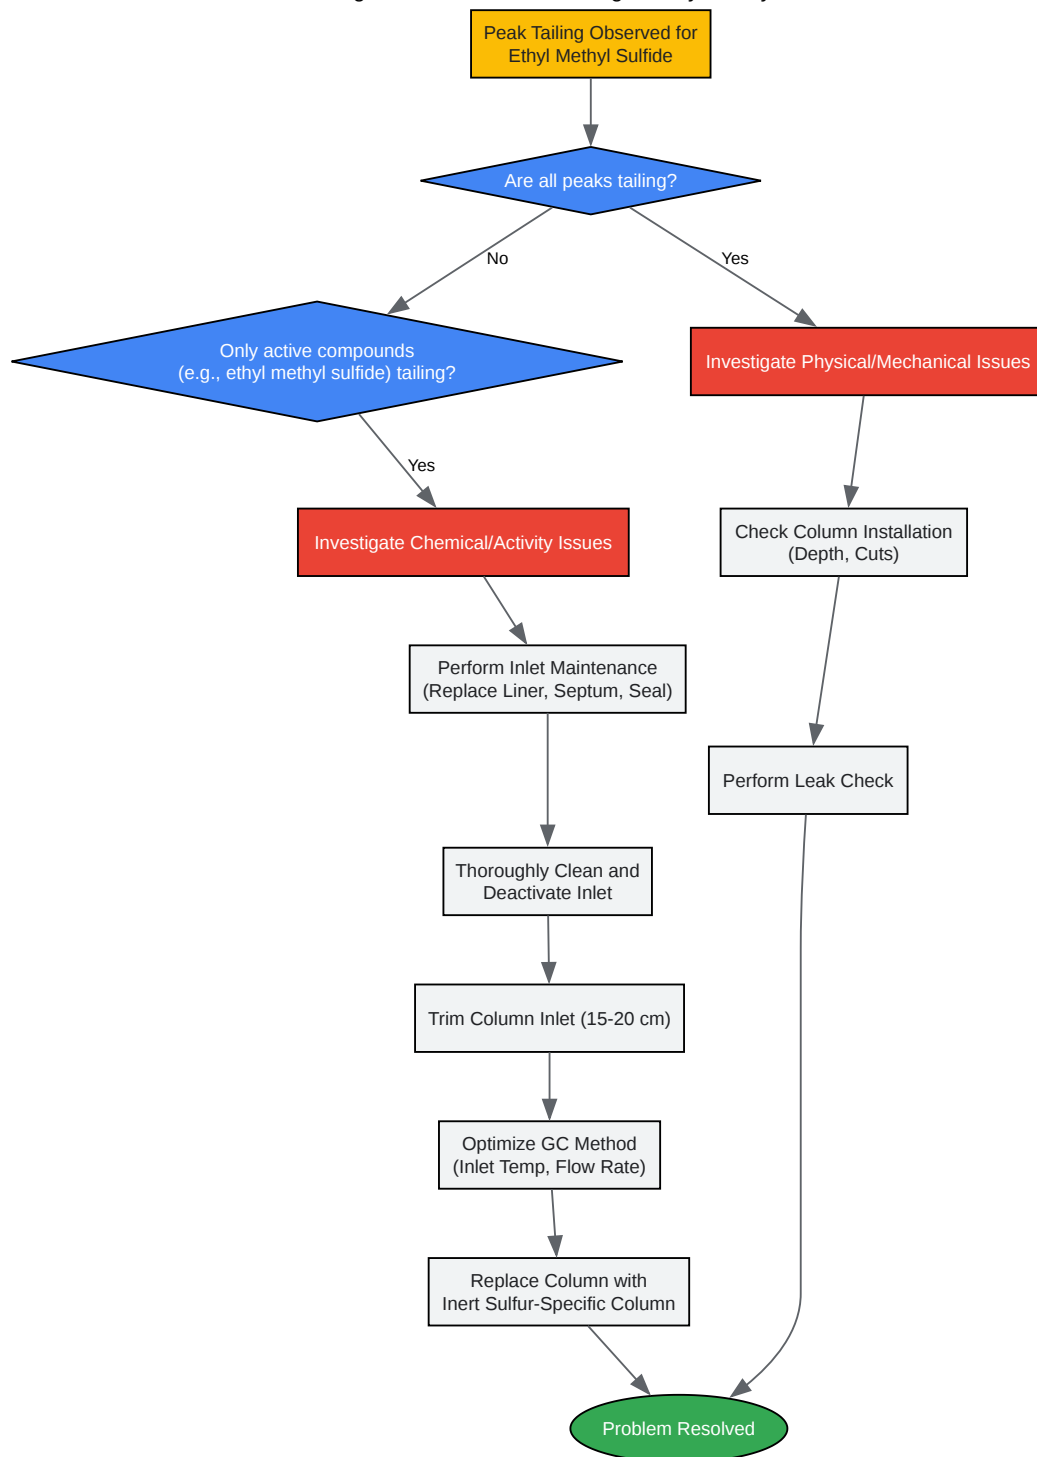 Peak Tailing Observed for
Ethyl Methyl Sulfide
Are all peaks tailing?
No
Yes
Only active compounds
(e.g., ethyl methyl sulfide) tailing?
Investigate Physical/Mechanical Issues
Yes
Investigate Chemical/Activity Issues
Check Column Installation
(Depth, Cuts)
Perform Inlet Maintenance
(Replace Liner, Septum, Seal)
Perform Leak Check
Thoroughly Clean and
Deactivate Inlet
Trim Column Inlet (15-20 cm)
Optimize GC Method
(Inlet Temp, Flow Rate)
Replace Column with
Inert Sulfur-Specific Column
Problem Resolved